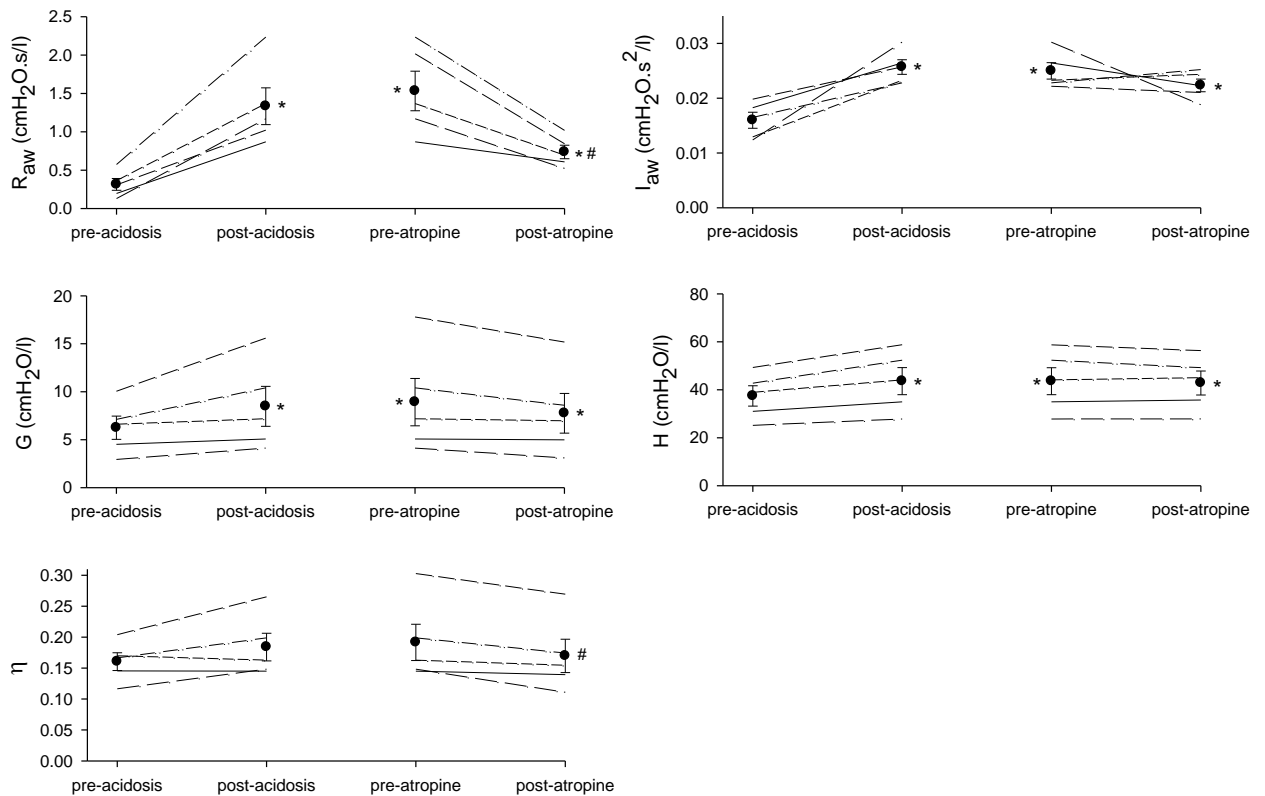 R_aw (cmH₂O.s/l)
2.5
2.0
1.5
1.0
0.5
0.0
* * * #
pre-acidosis post-acidosis pre-atropine post-atropine
I_aw (cmH₂O.s²/l)
0.03
0.02
0.01
0.00
* * *
pre-acidosis post-acidosis pre-atropine post-atropine
G (cmH₂O/l)
20
15
10
5
0
* * *
pre-acidosis post-acidosis pre-atropine post-atropine
H (cmH₂O/l)
80
60
40
20
0
* * *
pre-acidosis post-acidosis pre-atropine post-atropine
η
0.30
0.25
0.20
0.15
0.10
0.05
0.00
#
pre-acidosis post-acidosis pre-atropine post-atropine